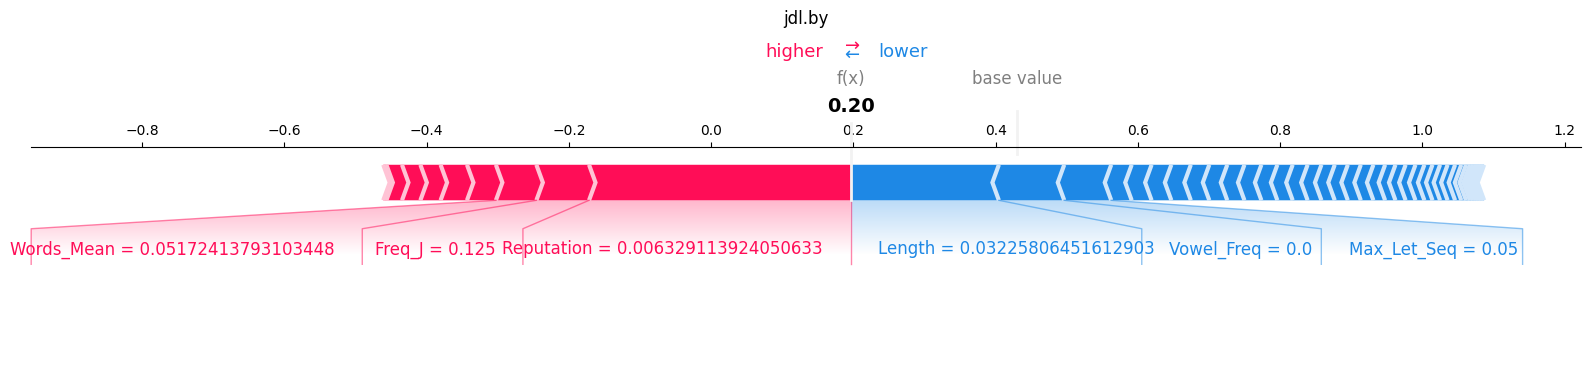 jdl.by
higher → ← lower
f(x) base value
0.20
−0.8 −0.6 −0.4 −0.2 0.0 0.2 0.4 0.6 0.8 1.0 1.2
Words_Mean = 0.05172413793103448 Freq_J = 0.125 Reputation = 0.006329113924050633 Length = 0.03225806451612903 Vowel_Freq = 0.0 Max_Let_Seq = 0.05